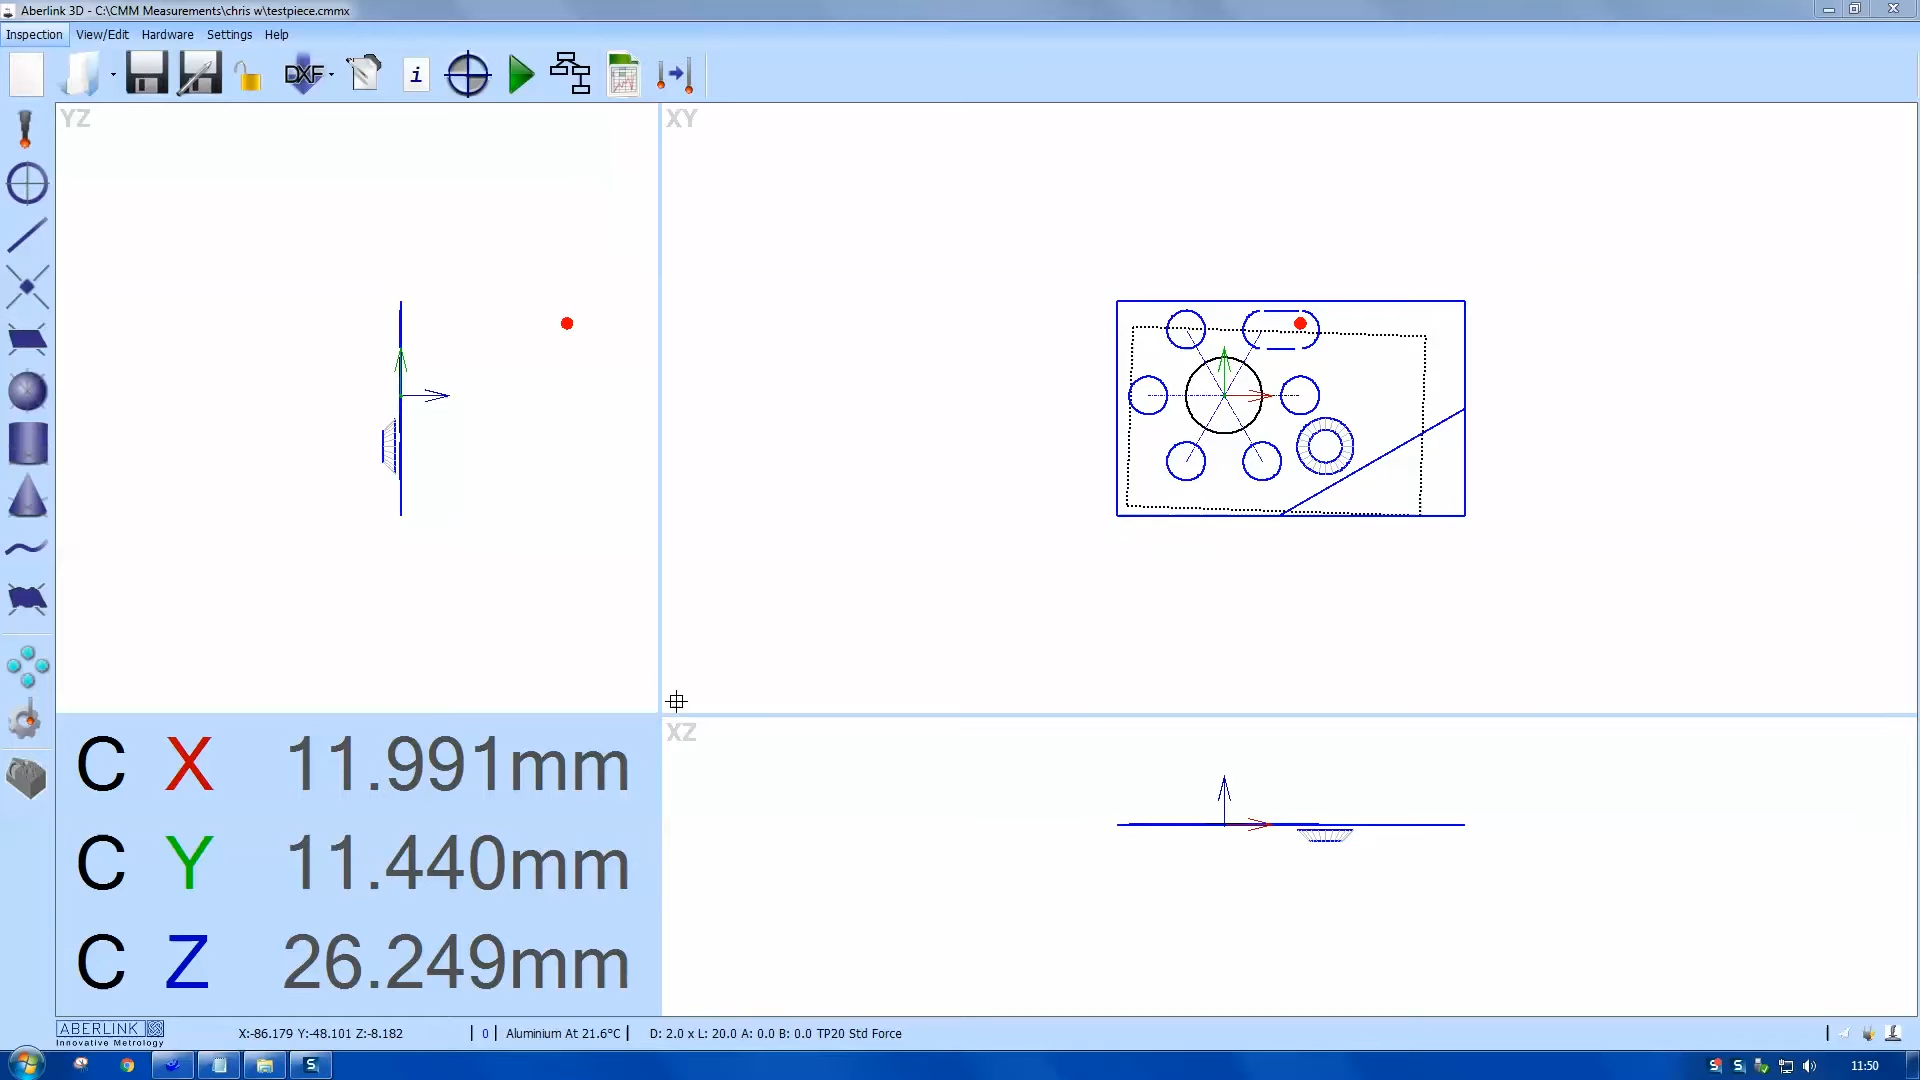 Aberlink 3D - C:\CMM Measurements\chris w\testpiece.cmmx
Inspection View/Edit Hardware Settings Help
DXF i
YZ
XY
XZ
C X 11.991mm
C Y 11.440mm
C Z 26.249mm
ABERLINK
Innovative Metrology
X:-86.179 Y:-48.101 Z:-8.182 | 0 | Aluminium At 21.6°C | D: 2.0 x L: 20.0 A: 0.0 B: 0.0 TP20 Std Force
S S S 11:50